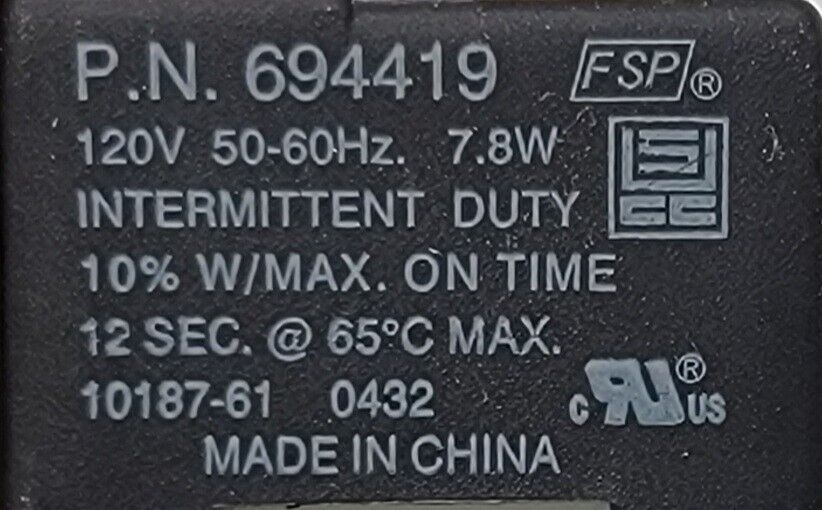 P.N. 694419 FSP®
120V 50-60Hz. 7.8W
INTERMITTENT DUTY
10% W/MAX. ON TIME
12 SEC. @ 65°C MAX.
10187-61 0432
c RU® US
MADE IN CHINA